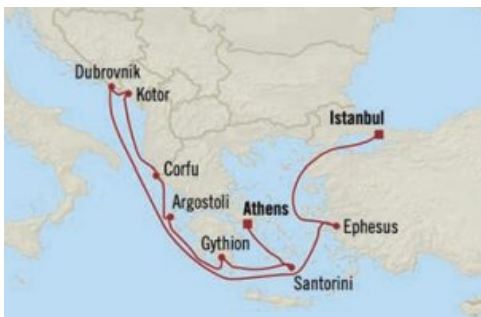 Dubrovnik
Kotor
Istanbul
Corfu
Argostoli
Athens
Gythion
Ephesus
Santorini